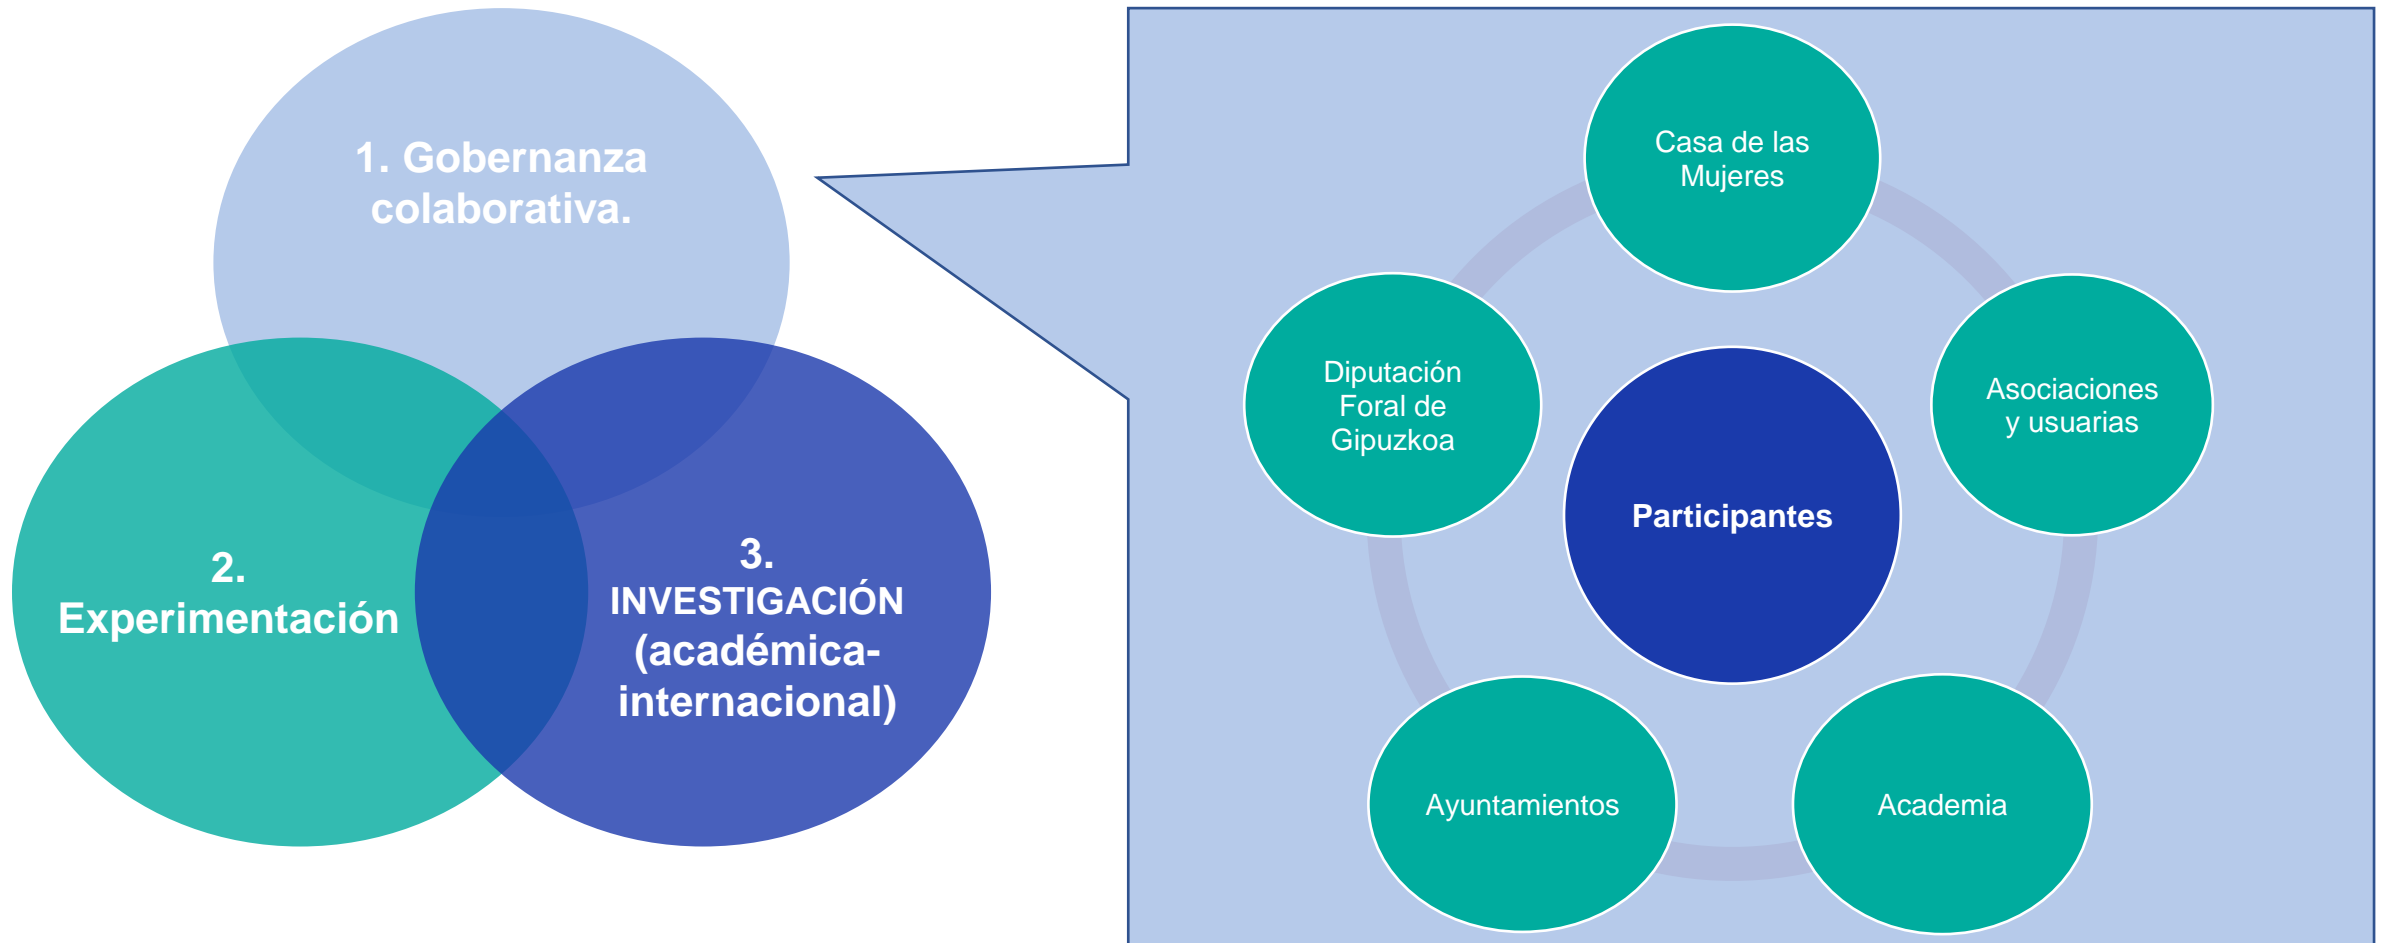 1. Gobernanza
colaborativa.
2.
Experimentación
3.
INVESTIGACIÓN
(académica-
internacional)
Casa de las
Mujeres
Diputación
Foral de
Gipuzkoa
Asociaciones
y usuarias
Participantes
Ayuntamientos
Academia